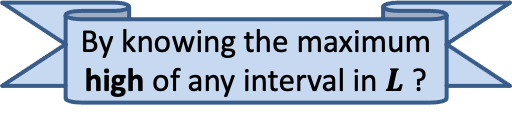 By knowing the maximum
high of any interval in L ?